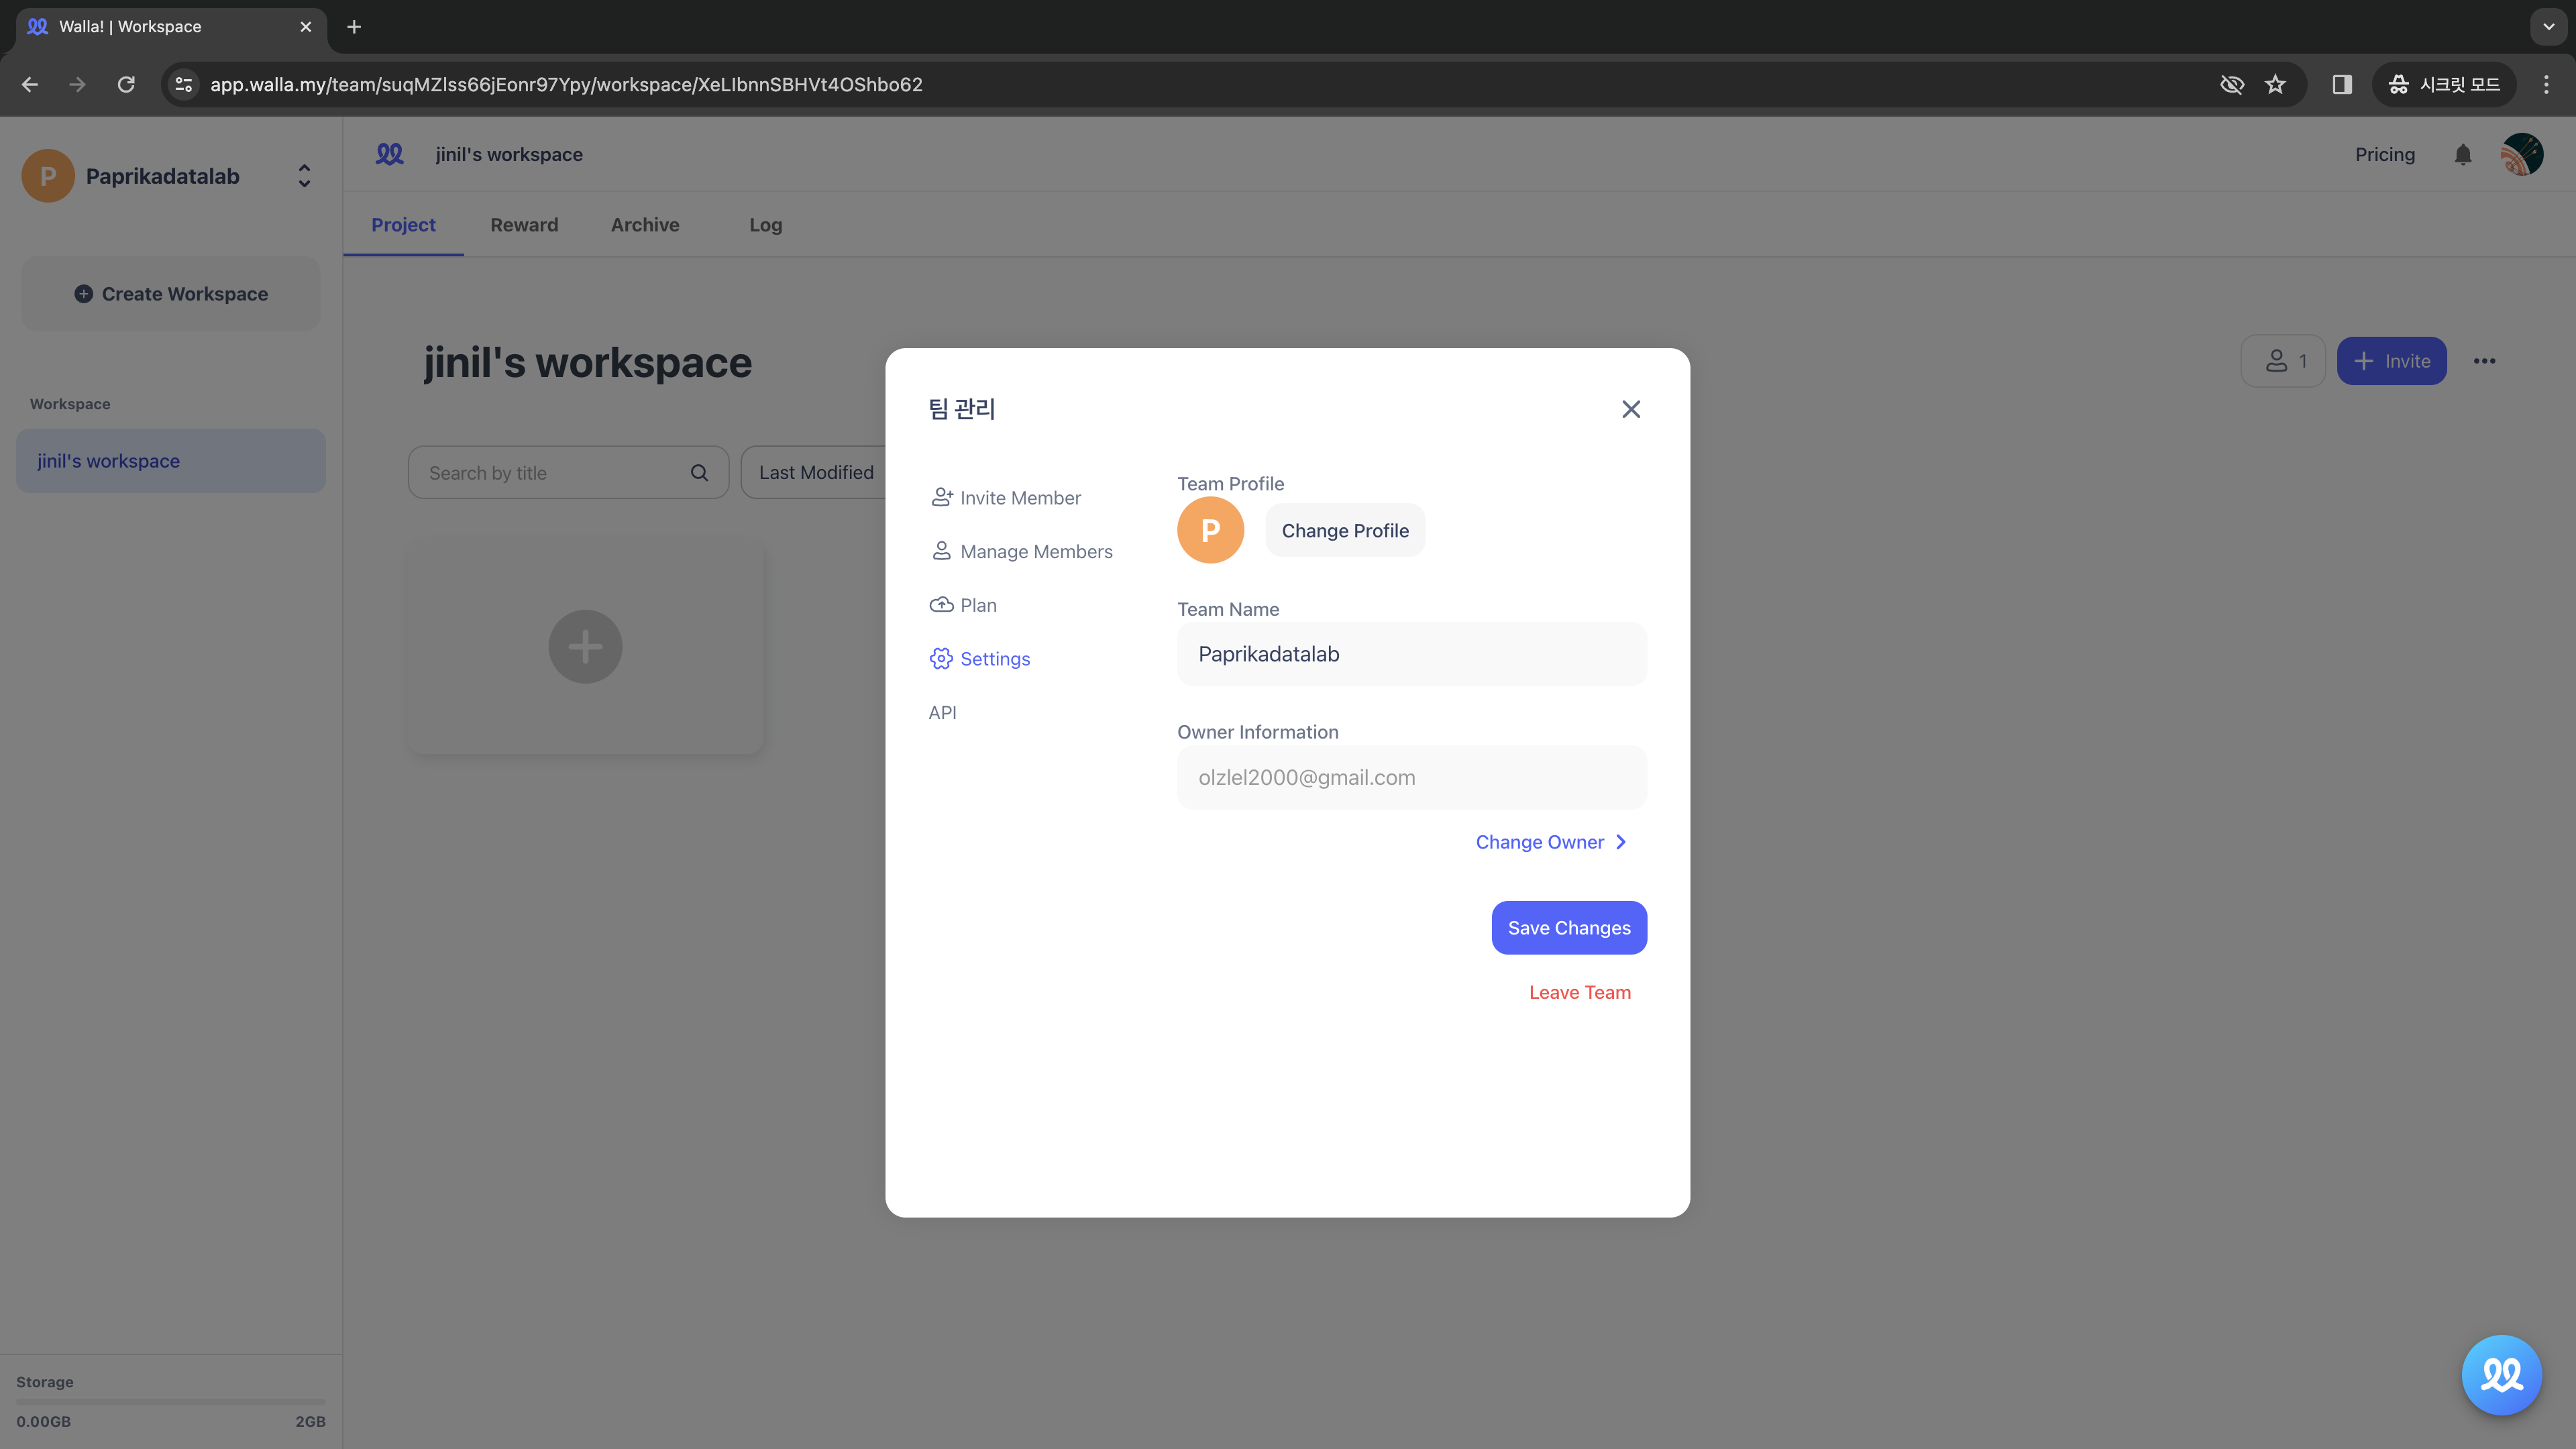 Walla! | Workspace
app.walla.my/team/suqMZlss66jEonr97Ypy/workspace/XeLIbnnSBHVt4OShbo62
시크릿 모드
P
Paprikadatalab
jinil's workspace
Pricing
Project
Reward
Archive
Log
Create Workspace
jinil's workspace
1
Invite
Workspace
jinil's workspace
Search by title
Last Modified
팀 관리
Invite Member
Manage Members
Plan
Settings
API
Team Profile
P
Change Profile
Team Name
Paprikadatalab
Owner Information
olzlel2000@gmail.com
Change Owner
Save Changes
Leave Team
Storage
0.00GB
2GB